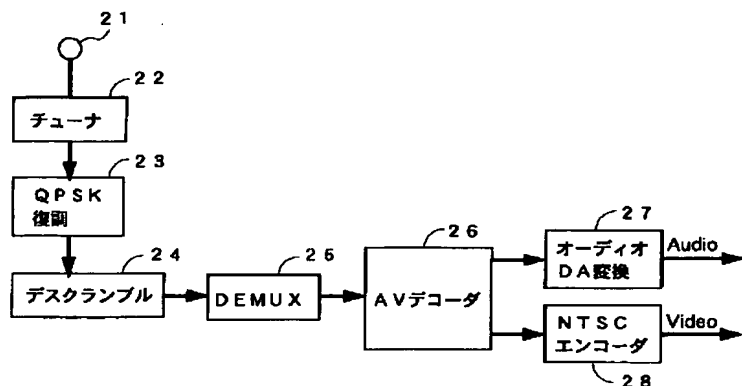 21
22
チューナ
23
QPSK
復調
24
デスクランブル
25
DEMUX
26
AVデコーダ
27
オーディオ
DA変換
Audio
NTSC
エンコーダ
Video
28